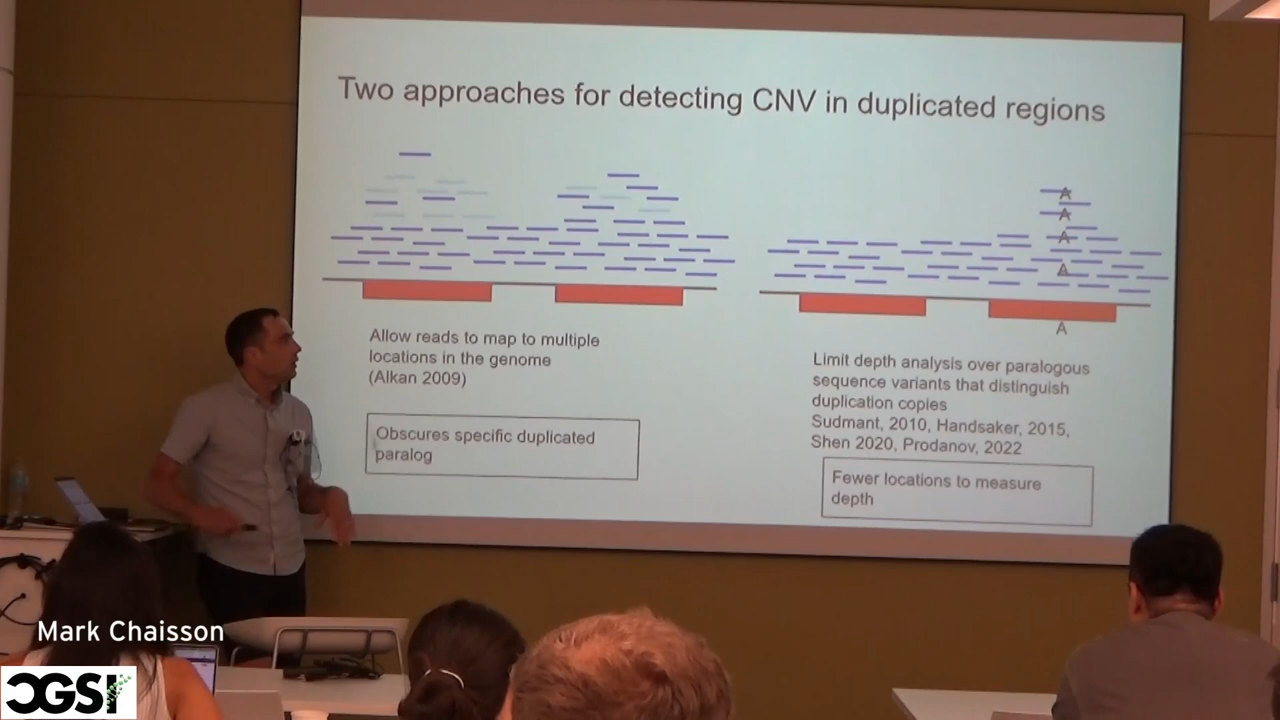 Two approaches for detecting CNV in duplicated regions
A
A
A
A
A
Allow reads to map to multiple
locations in the genome
(Alkan 2009)
Obscures specific duplicated
paralog
Limit depth analysis over paralogous
sequence variants that distinguish
duplication copies
Sudmant, 2010, Handsaker, 2015,
Shen 2020, Prodanov, 2022
Fewer locations to measure
depth
Mark Chaisson
CGSI